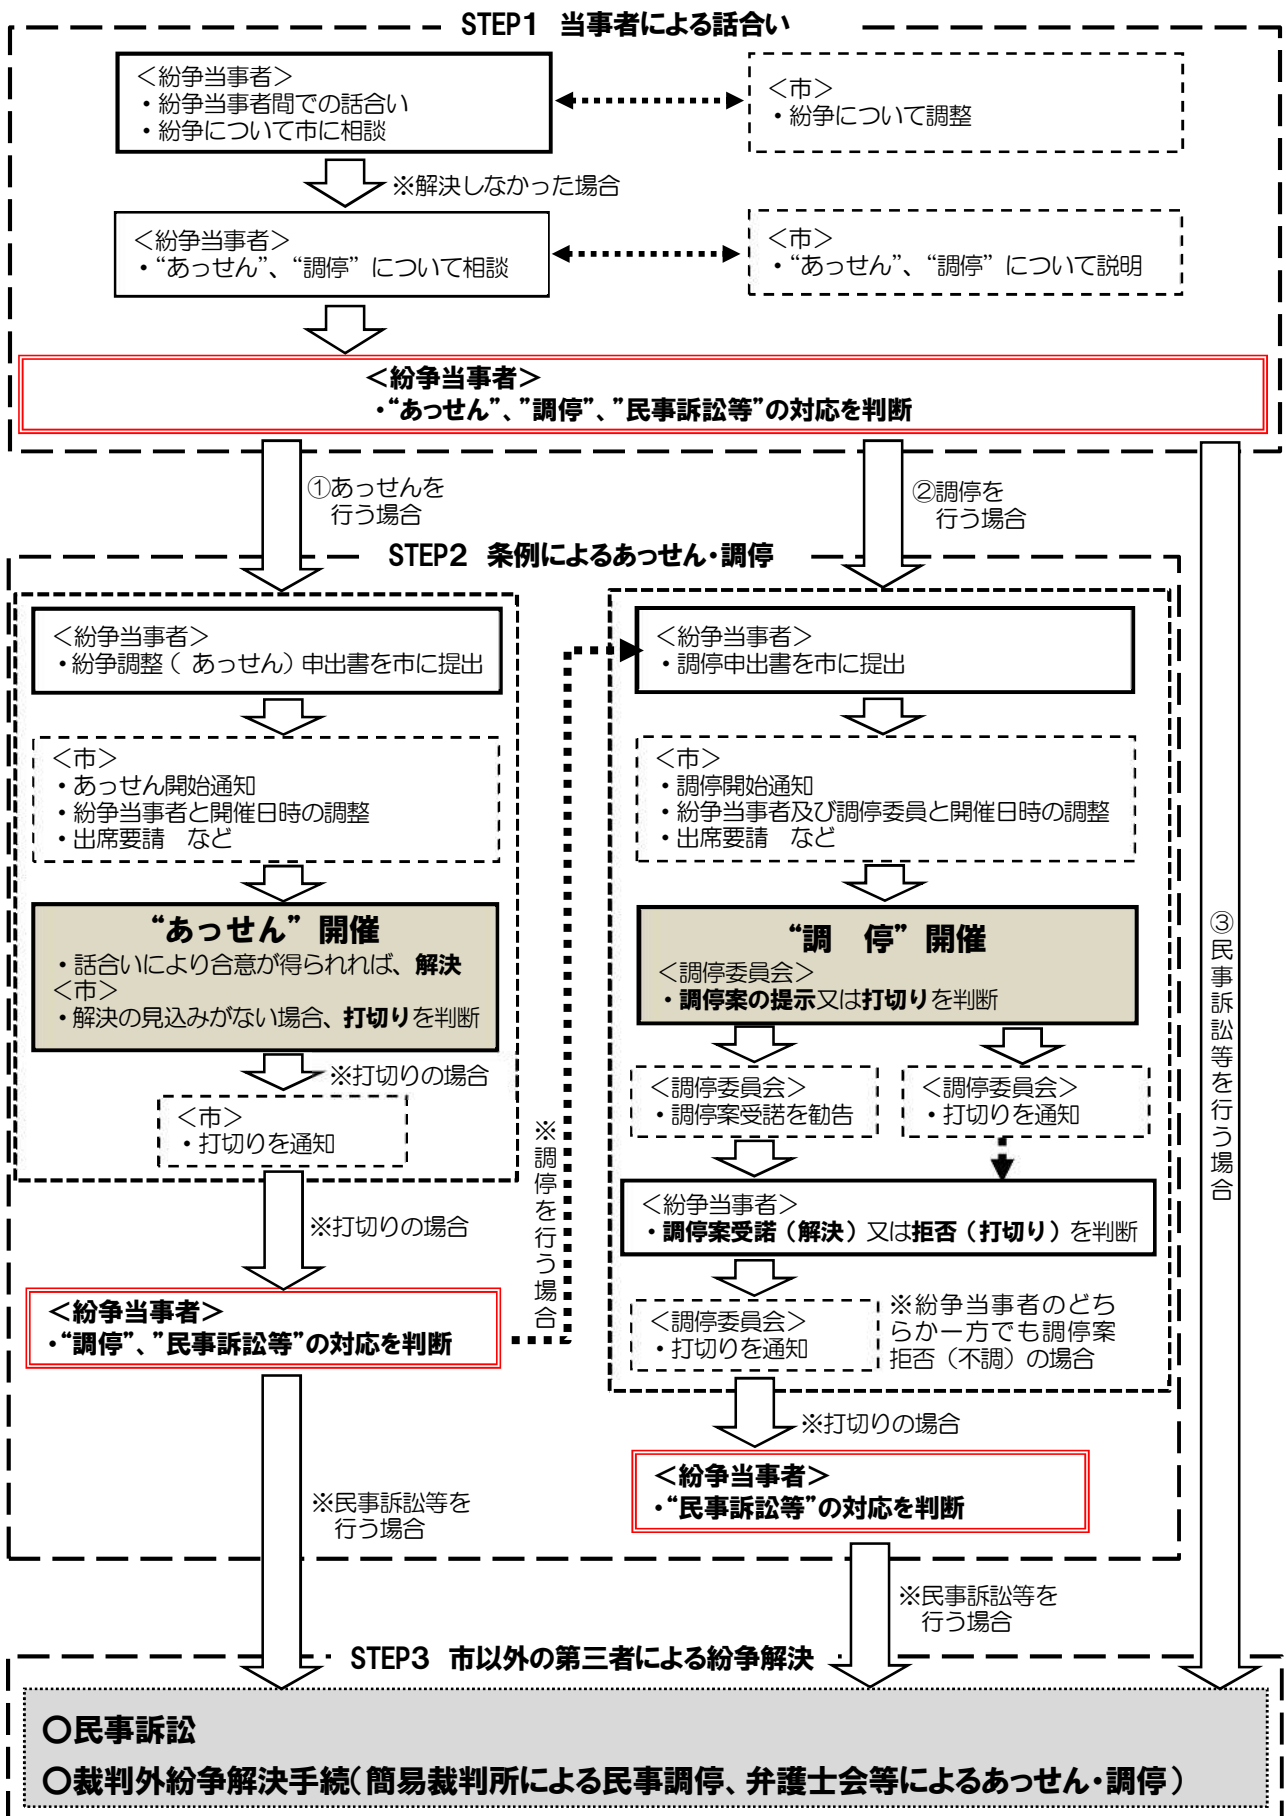 STEP1 当事者による話合い
＜紛争当事者＞
・紛争当事者間での話合い
・紛争について市に相談
＜市＞
・紛争について調整
※解決しなかった場合
＜紛争当事者＞
・“あっせん”、“調停” について相談
＜市＞
・“あっせん”、“調停” について説明
＜紛争当事者＞
・“あっせん”、”調停”、”民事訴訟等”の対応を判断
①あっせんを
行う場合
②調停を
行う場合
③民事訴訟等を行う場合
STEP2 条例によるあっせん・調停
＜紛争当事者＞
・紛争調整（ あっせん）申出書を市に提出
＜市＞
・あっせん開始通知
・紛争当事者と開催日時の調整
・出席要請 など
“あっせん” 開催
・話合いにより合意が得られれば、解決
＜市＞
・解決の見込みがない場合、打切りを判断
※打切りの場合
＜市＞
・打切りを通知
※打切りの場合
＜紛争当事者＞
・“調停”、”民事訴訟等”の対応を判断
※調停を行う場合
＜紛争当事者＞
・調停申出書を市に提出
＜市＞
・調停開始通知
・紛争当事者及び調停委員と開催日時の調整
・出席要請 など
“調 停” 開催
＜調停委員会＞
・調停案の提示又は打切りを判断
＜調停委員会＞
・調停案受諾を勧告
＜調停委員会＞
・打切りを通知
＜紛争当事者＞
・調停案受諾（解決）又は拒否（打切り）を判断
＜調停委員会＞
・打切りを通知
※紛争当事者のどち
らか一方でも調停案
拒否（不調）の場合
※打切りの場合
＜紛争当事者＞
・“民事訴訟等”の対応を判断
※民事訴訟等を
行う場合
※民事訴訟等を
行う場合
STEP3 市以外の第三者による紛争解決
〇民事訴訟
〇裁判外紛争解決手続（簡易裁判所による民事調停、弁護士会等によるあっせん・調停）